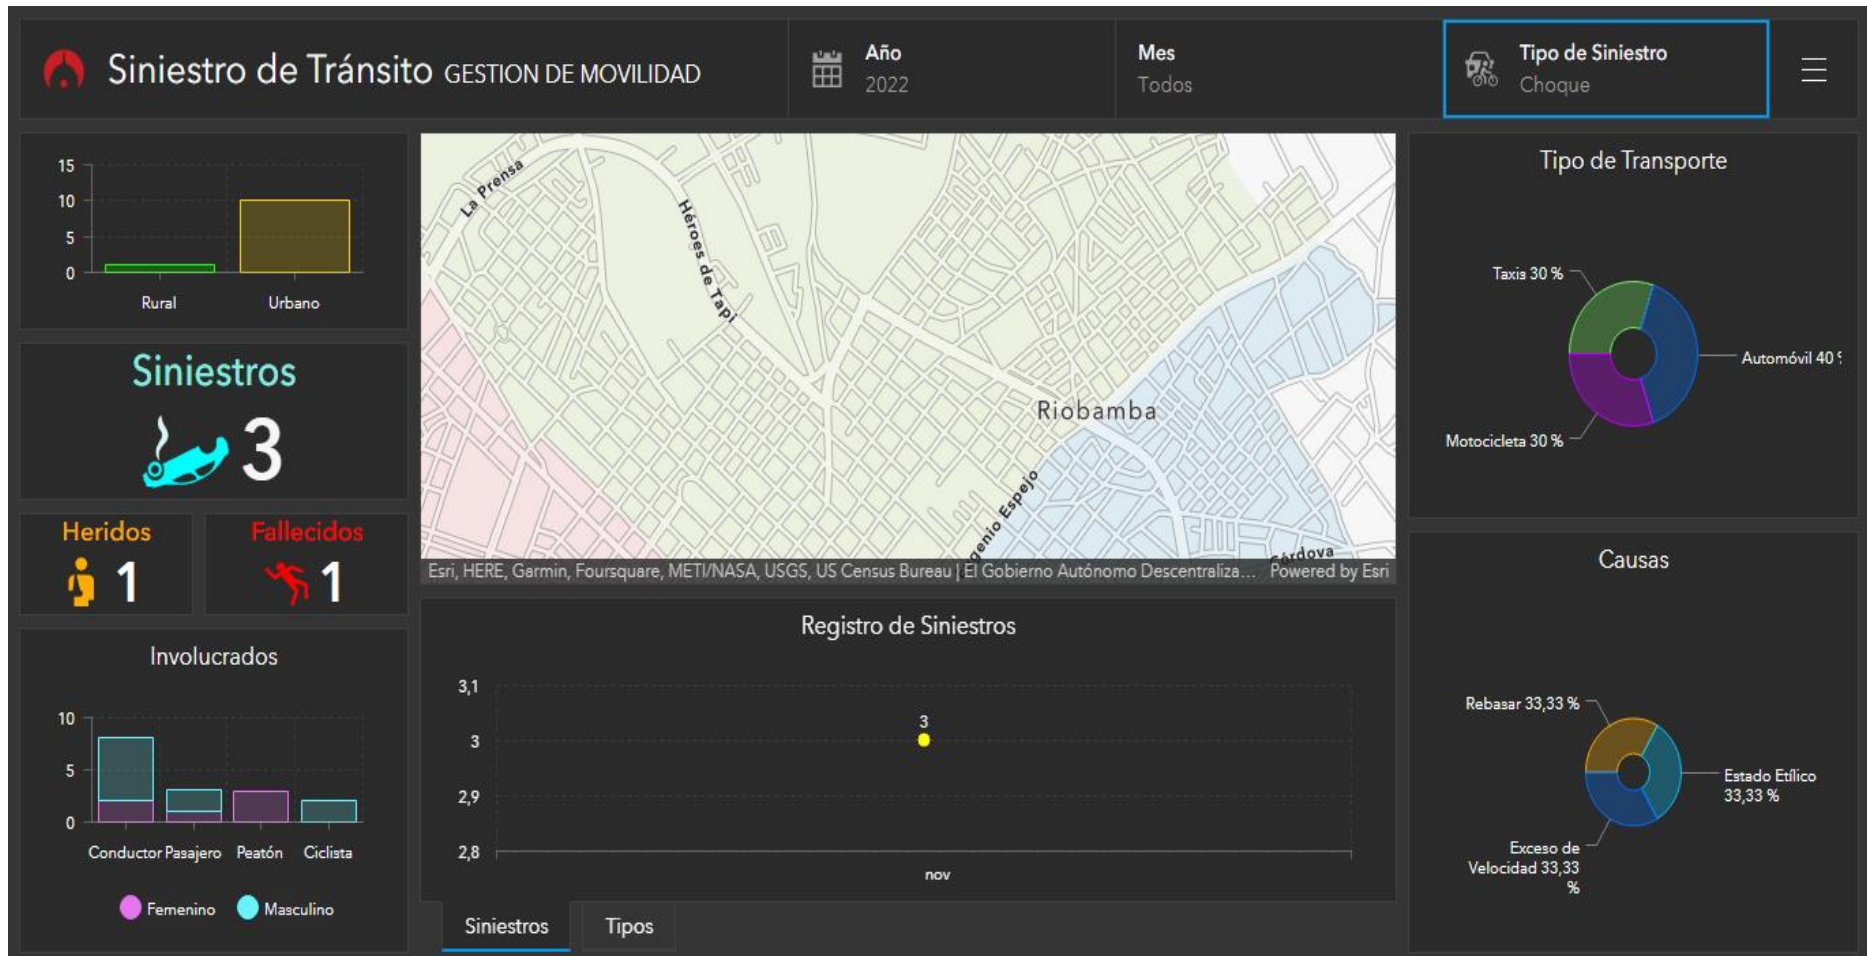 Siniestro de Tránsito GESTION DE MOVILIDAD
Año
2022
Mes
Todos
Tipo de Siniestro
Choque
15
10
5
0
Rural
Urbano
Siniestros
3
Heridos
1
Fallecidos
1
Involucrados
10
5
0
Conductor
Pasajero
Peatón
Ciclista
Femenino
Masculino
La Prensa
Héroes de Tapi
Riobamba
Córdova
Esri, HERE, Garmin, Foursquare, METI/NASA, USGS, US Census Bureau | El Gobierno Autónomo Descentraliza... Powered by Esri
Registro de Siniestros
3,1
3
2,9
2,8
3
nov
Siniestros
Tipos
Tipo de Transporte
Taxis 30 %
Automóvil 40
Motocicleta 30 %
Causas
Rebasar 33,33 %
Estado Etílico
33,33 %
Exceso de
Velocidad 33,33
%